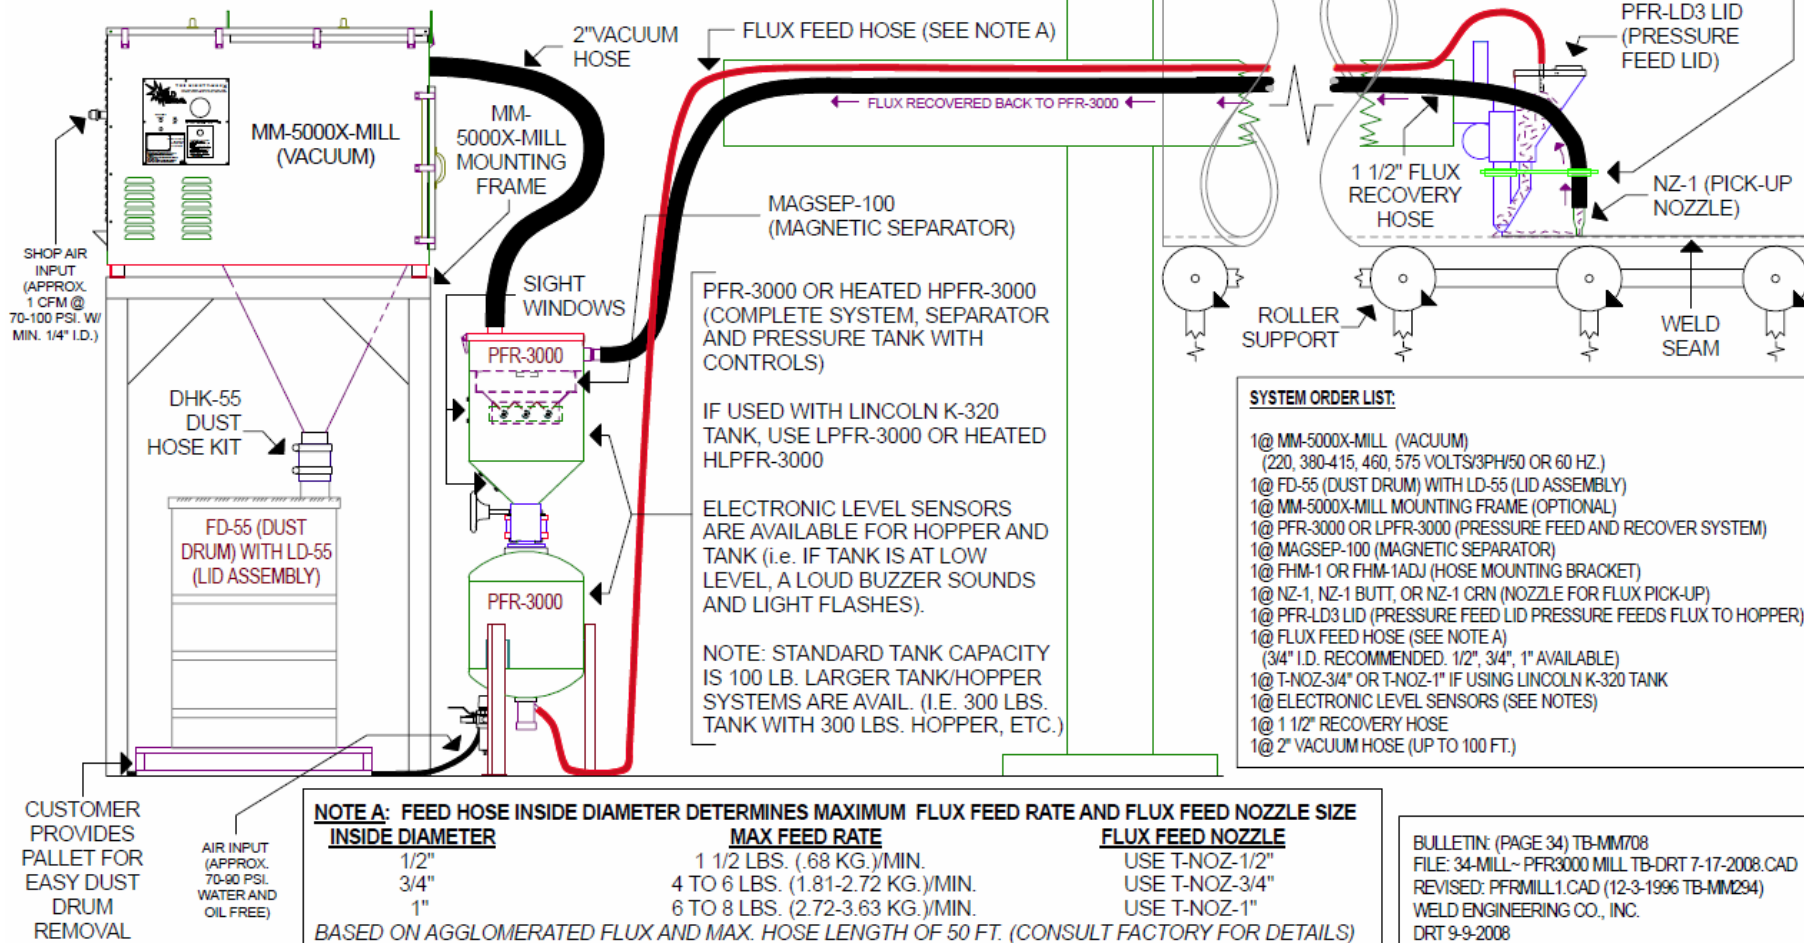 2"VACUUM
HOSE
FLUX FEED HOSE (SEE NOTE A)
PFR-LD3 LID
(PRESSURE
FEED LID)
MM-5000X-MILL
(VACUUM)
MM-
5000X-MILL
MOUNTING
FRAME
FLUX RECOVERED BACK TO PFR-3000
1 1/2" FLUX
RECOVERY
HOSE
NZ-1 (PICK-UP
NOZZLE)
MAGSEP-100
(MAGNETIC SEPARATOR)
SHOP AIR
INPUT
(APPROX.
1 CFM @
70-100 PSI. W/
MIN. 1/4" I.D.)
SIGHT
WINDOWS
PFR-3000
PFR-3000 OR HEATED HPFR-3000
(COMPLETE SYSTEM, SEPARATOR
AND PRESSURE TANK WITH
CONTROLS)
IF USED WITH LINCOLN K-320
TANK, USE LPFR-3000 OR HEATED
HLPFR-3000
ELECTRONIC LEVEL SENSORS
ARE AVAILABLE FOR HOPPER AND
TANK (i.e. IF TANK IS AT LOW
LEVEL, A LOUD BUZZER SOUNDS
AND LIGHT FLASHES).
NOTE: STANDARD TANK CAPACITY
IS 100 LB. LARGER TANK/HOPPER
SYSTEMS ARE AVAIL. (I.E. 300 LBS.
TANK WITH 300 LBS. HOPPER, ETC.)
ROLLER
SUPPORT
WELD
SEAM
DHK-55
DUST
HOSE KIT
FD-55 (DUST
DRUM) WITH LD-55
(LID ASSEMBLY)
PFR-3000
SYSTEM ORDER LIST:
1@ MM-5000X-MILL (VACUUM)
(220, 380-415, 460, 575 VOLTS/3PH/50 OR 60 HZ.)
1@ FD-55 (DUST DRUM) WITH LD-55 (LID ASSEMBLY)
1@ MM-5000X-MILL MOUNTING FRAME (OPTIONAL)
1@ PFR-3000 OR LPFR-3000 (PRESSURE FEED AND RECOVER SYSTEM)
1@ MAGSEP-100 (MAGNETIC SEPARATOR)
1@ FHM-1 OR FHM-1ADJ (HOSE MOUNTING BRACKET)
1@ NZ-1, NZ-1 BUTT, OR NZ-1 CRN (NOZZLE FOR FLUX PICK-UP)
1@ PFR-LD3 LID (PRESSURE FEED LID PRESSURE FEEDS FLUX TO HOPPER)
1@ FLUX FEED HOSE (SEE NOTE A)
(3/4" I.D. RECOMMENDED. 1/2", 3/4", 1" AVAILABLE)
1@ T-NOZ-3/4" OR T-NOZ-1" IF USING LINCOLN K-320 TANK
1@ ELECTRONIC LEVEL SENSORS (SEE NOTES)
1@ 1 1/2" RECOVERY HOSE
1@ 2" VACUUM HOSE (UP TO 100 FT.)
CUSTOMER
PROVIDES
PALLET FOR
EASY DUST
DRUM
REMOVAL
AIR INPUT
(APPROX.
70-90 PSI.
WATER AND
OIL FREE)
NOTE A: FEED HOSE INSIDE DIAMETER DETERMINES MAXIMUM FLUX FEED RATE AND FLUX FEED NOZZLE SIZE
INSIDE DIAMETER MAX FEED RATE FLUX FEED NOZZLE
1/2" 1 1/2 LBS. (.68 KG.)/MIN. USE T-NOZ-1/2"
3/4" 4 TO 6 LBS. (1.81-2.72 KG.)/MIN. USE T-NOZ-3/4"
1" 6 TO 8 LBS. (2.72-3.63 KG.)/MIN. USE T-NOZ-1"
BASED ON AGGLOMERATED FLUX AND MAX. HOSE LENGTH OF 50 FT. (CONSULT FACTORY FOR DETAILS)
BULLETIN: (PAGE 34) TB-MM708
FILE: 34-MILL~ PFR3000 MILL TB-DRT 7-17-2008.CAD
REVISED: PFRMILL1.CAD (12-3-1996 TB-MM294)
WELD ENGINEERING CO., INC.
DRT 9-9-2008